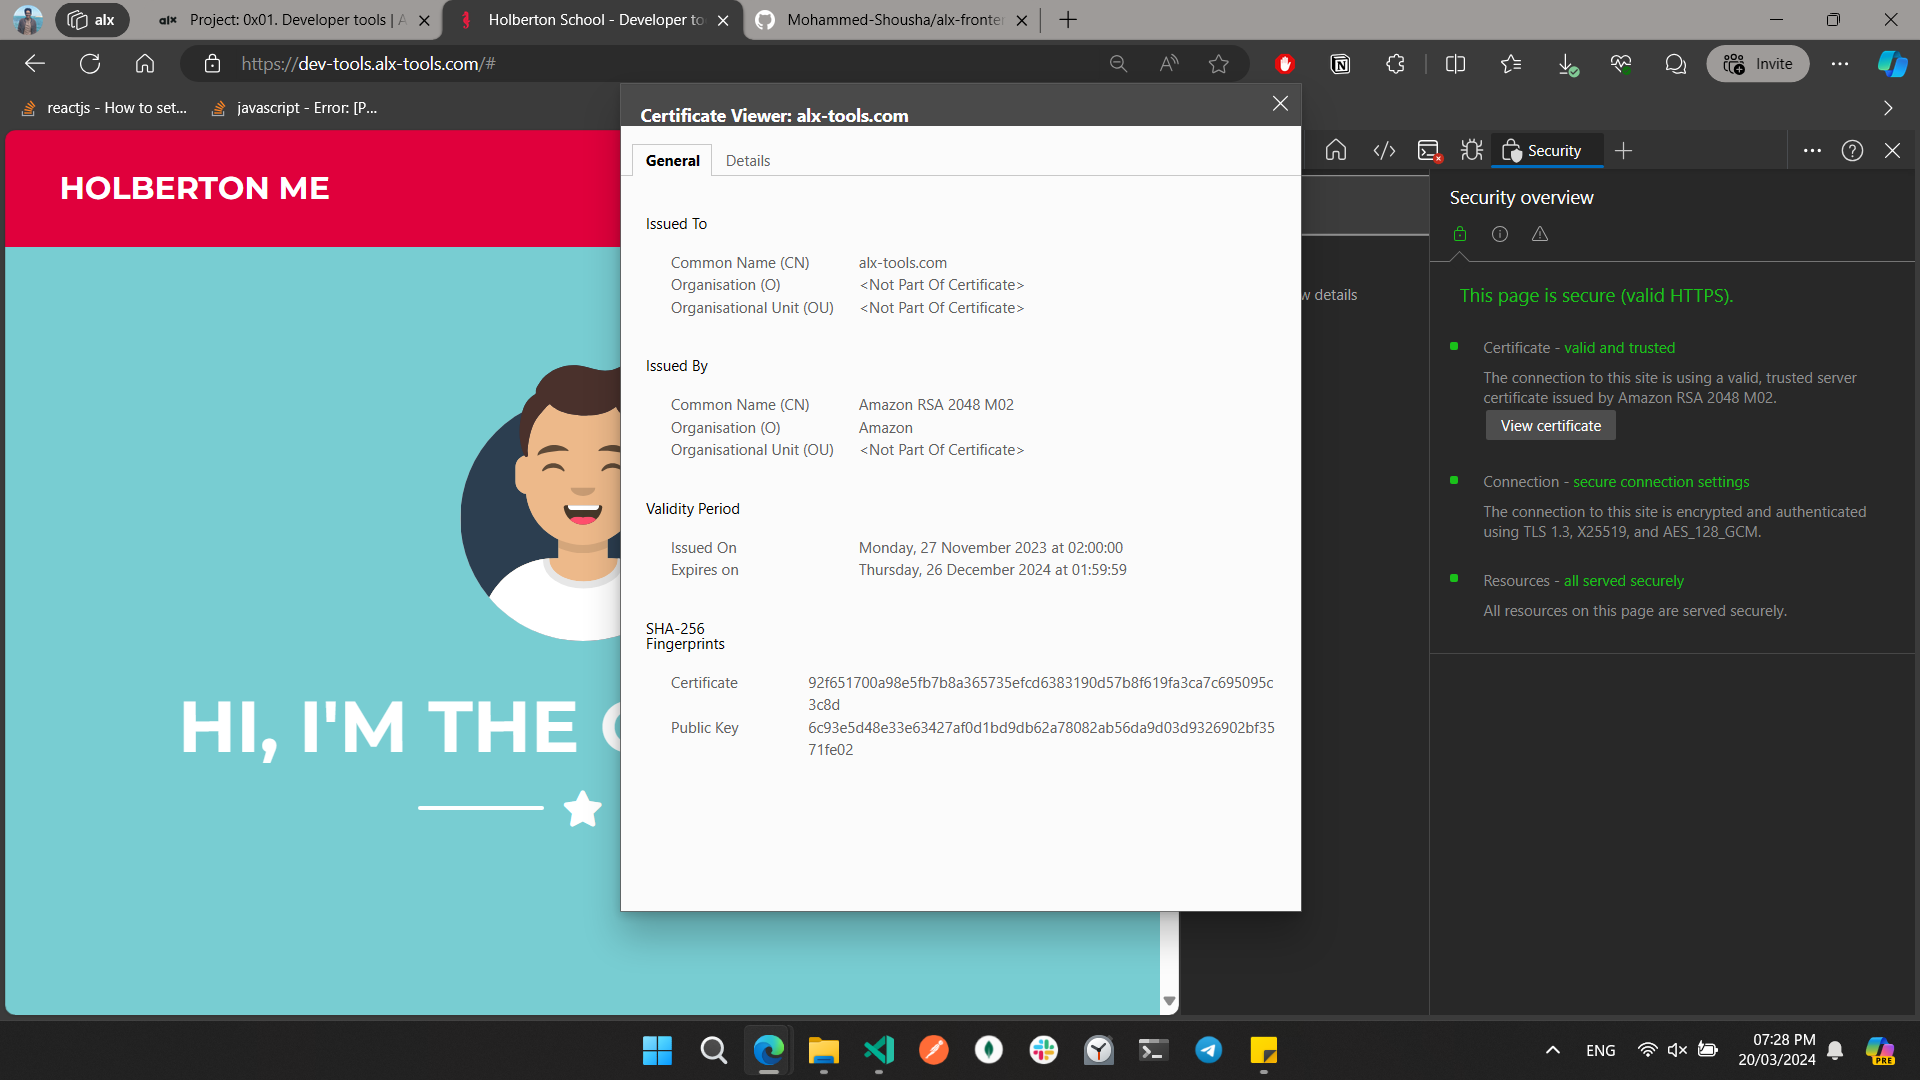 alx
alx Project: 0x01. Developer tools | A
Holberton School - Developer to
Mohammed-Shousha/alx-fronte
https://dev-tools.alx-tools.com/#
Invite
reactjs - How to set...
javascript - Error: [P...
Certificate Viewer: alx-tools.com
General
Details
Issued To
Common Name (CN) alx-tools.com
Organisation (O) <Not Part Of Certificate>
Organisational Unit (OU) <Not Part Of Certificate>
Issued By
Common Name (CN) Amazon RSA 2048 M02
Organisation (O) Amazon
Organisational Unit (OU) <Not Part Of Certificate>
Validity Period
Issued On Monday, 27 November 2023 at 02:00:00
Expires on Thursday, 26 December 2024 at 01:59:59
SHA-256
Fingerprints
Certificate 92f651700a98e5fb7b8a365735efcd6383190d57b8f619fa3ca7c695095c
3c8d
Public Key 6c93e5d48e33e63427af0d1bd9db62a78082ab56da9d03d9326902bf35
71fe02
HOLBERTON ME
HI, I'M THE
w details
Security
Security overview
This page is secure (valid HTTPS).
Certificate - valid and trusted
The connection to this site is using a valid, trusted server
certificate issued by Amazon RSA 2048 M02.
View certificate
Connection - secure connection settings
The connection to this site is encrypted and authenticated
using TLS 1.3, X25519, and AES_128_GCM.
Resources - all served securely
All resources on this page are served securely.
ENG
07:28 PM
20/03/2024
PRE